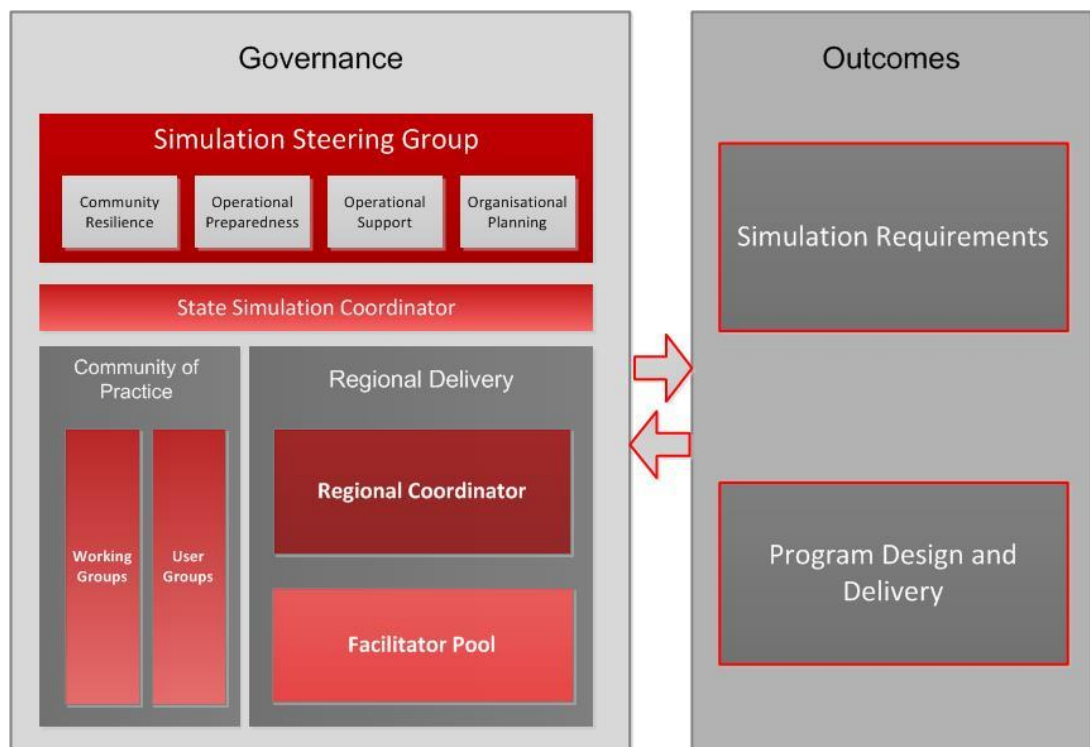 Governance
Simulation Steering Group
Community
Resilience
Operational
Preparedness
Operational
Support
Organisational
Planning
State Simulation Coordinator
Community of
Practice
Working
Groups
User
Groups
Regional Delivery
Regional Coordinator
Facilitator Pool
Outcomes
Simulation Requirements
Program Design and
Delivery